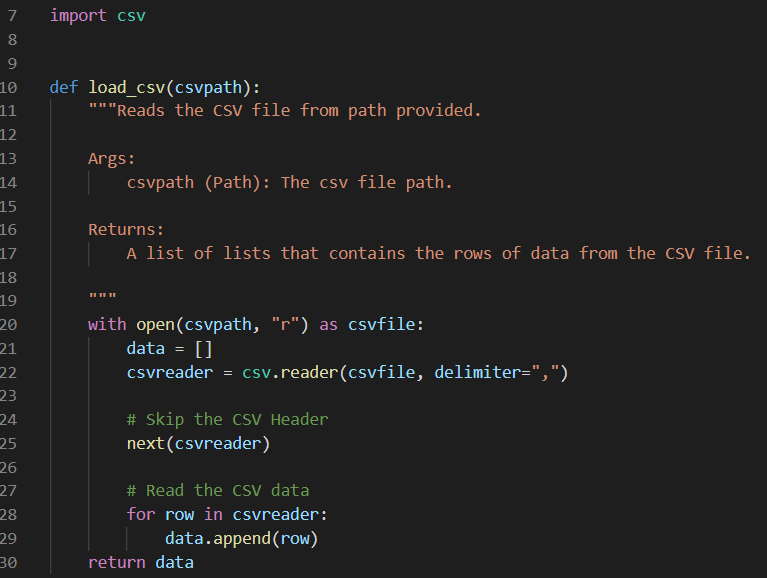 7 import csv
8
9
10 def load_csv(csvpath):
11     """Reads the CSV file from path provided.
12
13     Args:
14         csvpath (Path): The csv file path.
15
16     Returns:
17         A list of lists that contains the rows of data from the CSV file.
18
19     """
20     with open(csvpath, "r") as csvfile:
21         data = []
22         csvreader = csv.reader(csvfile, delimiter=",")
23
24         # Skip the CSV Header
25         next(csvreader)
26
27         # Read the CSV data
28         for row in csvreader:
29             data.append(row)
30     return data